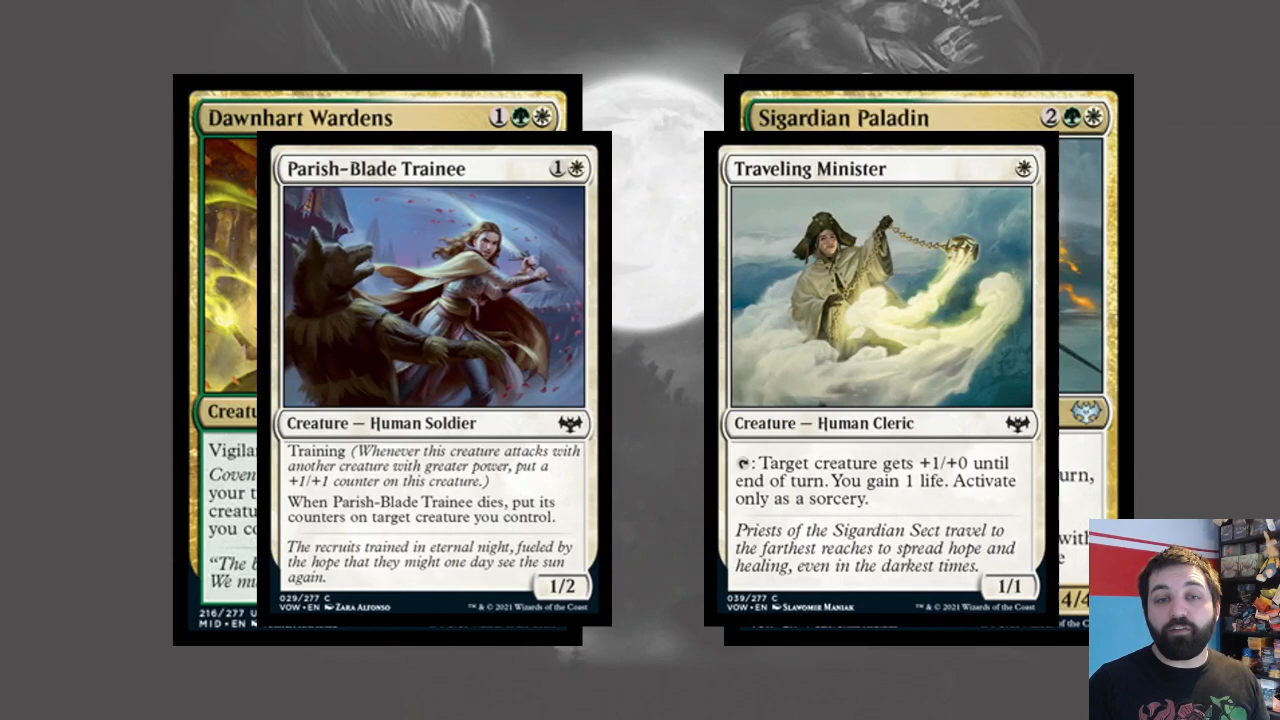 Dawnhart Wardens 1
Parish-Blade Trainee 1
Creature — Human Soldier
Training (Whenever this creature attacks with
another creature with greater power, put a
+1/+1 counter on this creature.)
When Parish-Blade Trainee dies, put its
counters on target creature you control.
The recruits trained in eternal night, fueled by
the hope that they might one day see the sun
again.
1/2
029/277 C
VOW • EN ZARA ALFONSO ™ & © 2021 Wizards of the Coast
Creatu
Vigila
Coven
your t
creatu
you co
"The b
We mu
216/277 U
MID • EN
Sigardian Paladin 2
Traveling Minister
Creature — Human Cleric
: Target creature gets +1/+0 until
end of turn. You gain 1 life. Activate
only as a sorcery.
Priests of the Sigardian Sect travel to
the farthest reaches to spread hope and
healing, even in the darkest times.
1/1
039/277 C
VOW • EN SLAWOMIR MANIAK ™ & © 2021 Wizards of the Coast
urn,
with
e
4/4